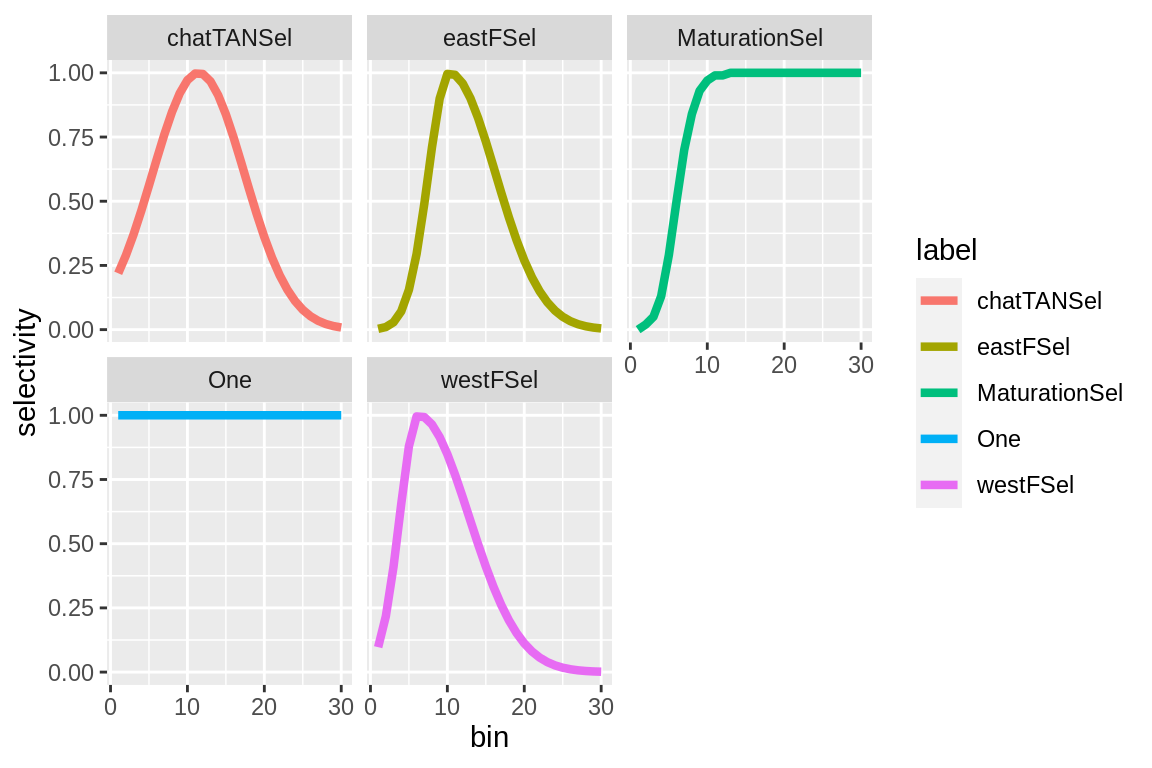 chatTANSel eastFSel MaturationSel
1.00
0.75
0.50
0.25
0.00
0 10 20 30
One westFSel
1.00
0.75
0.50
0.25
0.00
0 10 20 30 0 10 20 30
bin
selectivity
label
chatTANSel
eastFSel
MaturationSel
One
westFSel